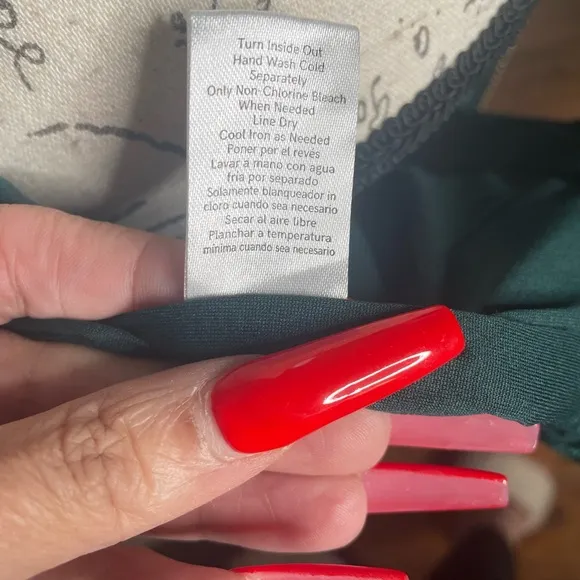 Turn Inside Out
Hand Wash Cold
Separately
Only Non-Chlorine Bleach
When Needed
Line Dry
Cool Iron as Needed
Poner por el revés
Lavar a mano con agua
fria por separado
Solamente blanqueador in
cloro cuando sea necesario
Secar al aire libre
Planchar a temperatura
mínima cuando sea necesario